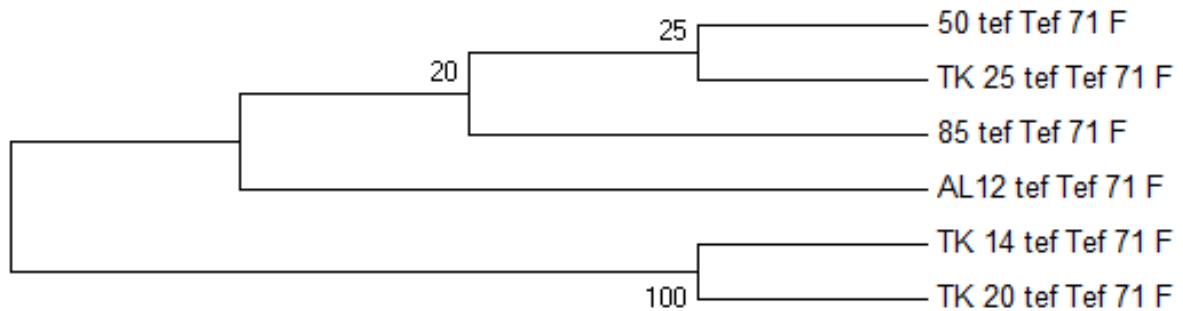 50 tef Tef 71 F
25
20
TK 25 tef Tef 71 F
85 tef Tef 71 F
AL12 tef Tef 71 F
TK 14 tef Tef 71 F
100
TK 20 tef Tef 71 F